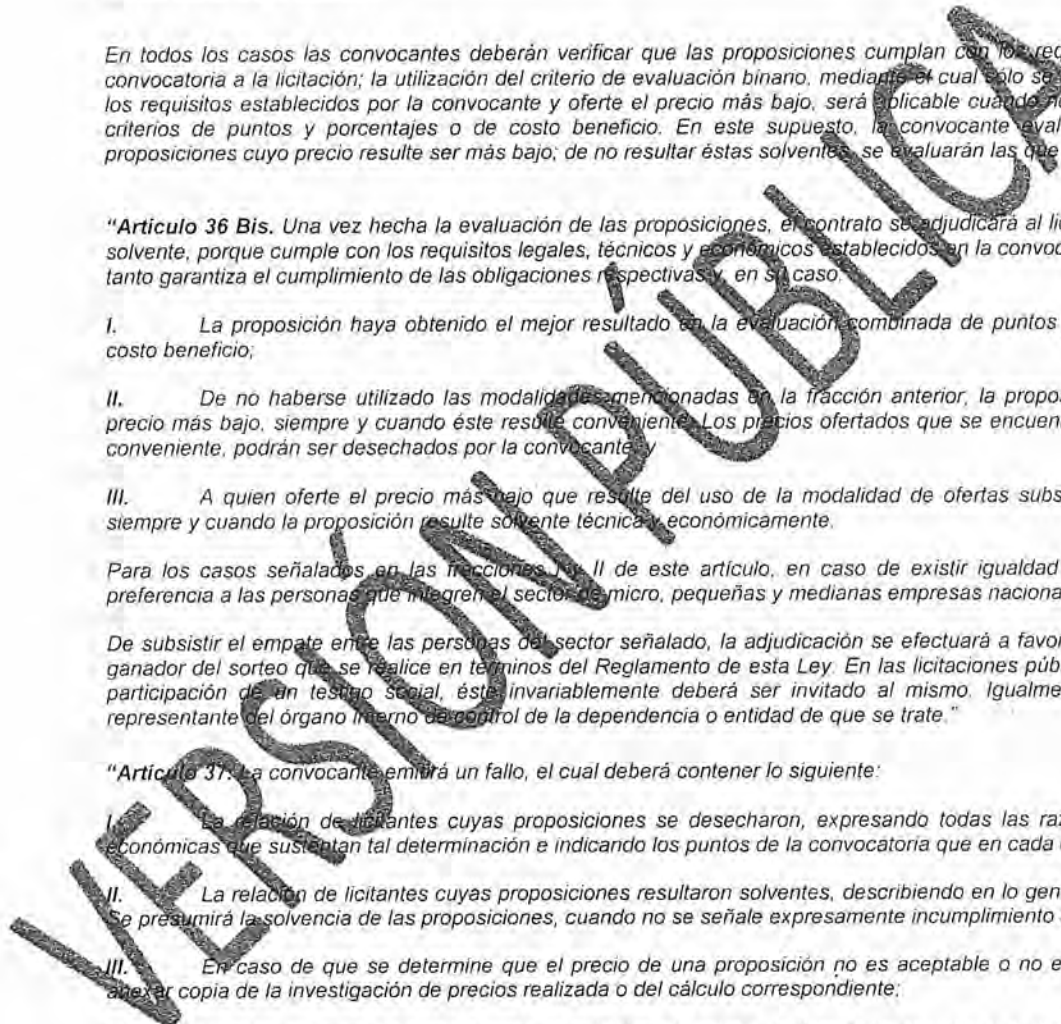 En todos los casos las convocantes deberán verificar que las proposiciones cumplan con los
convocatoria a la licitación; la utilización del criterio de evaluación binario, mediante el cual sólo se
los requisitos establecidos por la convocante y oferte el precio más bajo, será aplicable cuando
criterios de puntos y porcentajes o de costo beneficio. En este supuesto, la convocante
proposiciones cuyo precio resulte ser más bajo; de no resultar éstas solventes, se evaluarán las que
"Artículo 36 Bis. Una vez hecha la evaluación de las proposiciones, el contrato se adjudicará al
solvente, porque cumple con los requisitos legales, técnicos y económicos establecidos en la
tanto garantiza el cumplimiento de las obligaciones respectivas y, en su caso:
I. La proposición haya obtenido el mejor resultado en la evaluación combinada de puntos
costo beneficio;
II. De no haberse utilizado las modalidades mencionadas en la fracción anterior, la
precio más bajo, siempre y cuando éste resulte conveniente. Los precios ofertados que se
conveniente, podrán ser desechados por la convocante, y
III. A quien oferte el precio más bajo que resulte del uso de la modalidad de ofertas
siempre y cuando la proposición resulte solvente técnica y económicamente.
Para los casos señalados en las fracciones I y II de este artículo, en caso de existir igualdad
preferencia a las personas que integren el sector de micro, pequeñas y medianas empresas
De subsistir el empate entre las personas del sector señalado, la adjudicación se efectuará a
ganador del sorteo que se realice en términos del Reglamento de esta Ley. En las licitaciones
participación de un testigo social, éste invariablemente deberá ser invitado al mismo.
representante del órgano interno de control de la dependencia o entidad de que se trate."
"Artículo 37. La convocante emitirá un fallo, el cual deberá contener lo siguiente:
I. La relación de licitantes cuyas proposiciones se desecharon, expresando todas las
económicas que sustentan tal determinación e indicando los puntos de la convocatoria que en cada
II. La relación de licitantes cuyas proposiciones resultaron solventes, describiendo en lo
Se presumirá la solvencia de las proposiciones, cuando no se señale expresamente incumplimiento
III. En caso de que se determine que el precio de una proposición no es aceptable o no
anexar copia de la investigación de precios realizada o del cálculo correspondiente;
VERSIÓN PÚBLICA